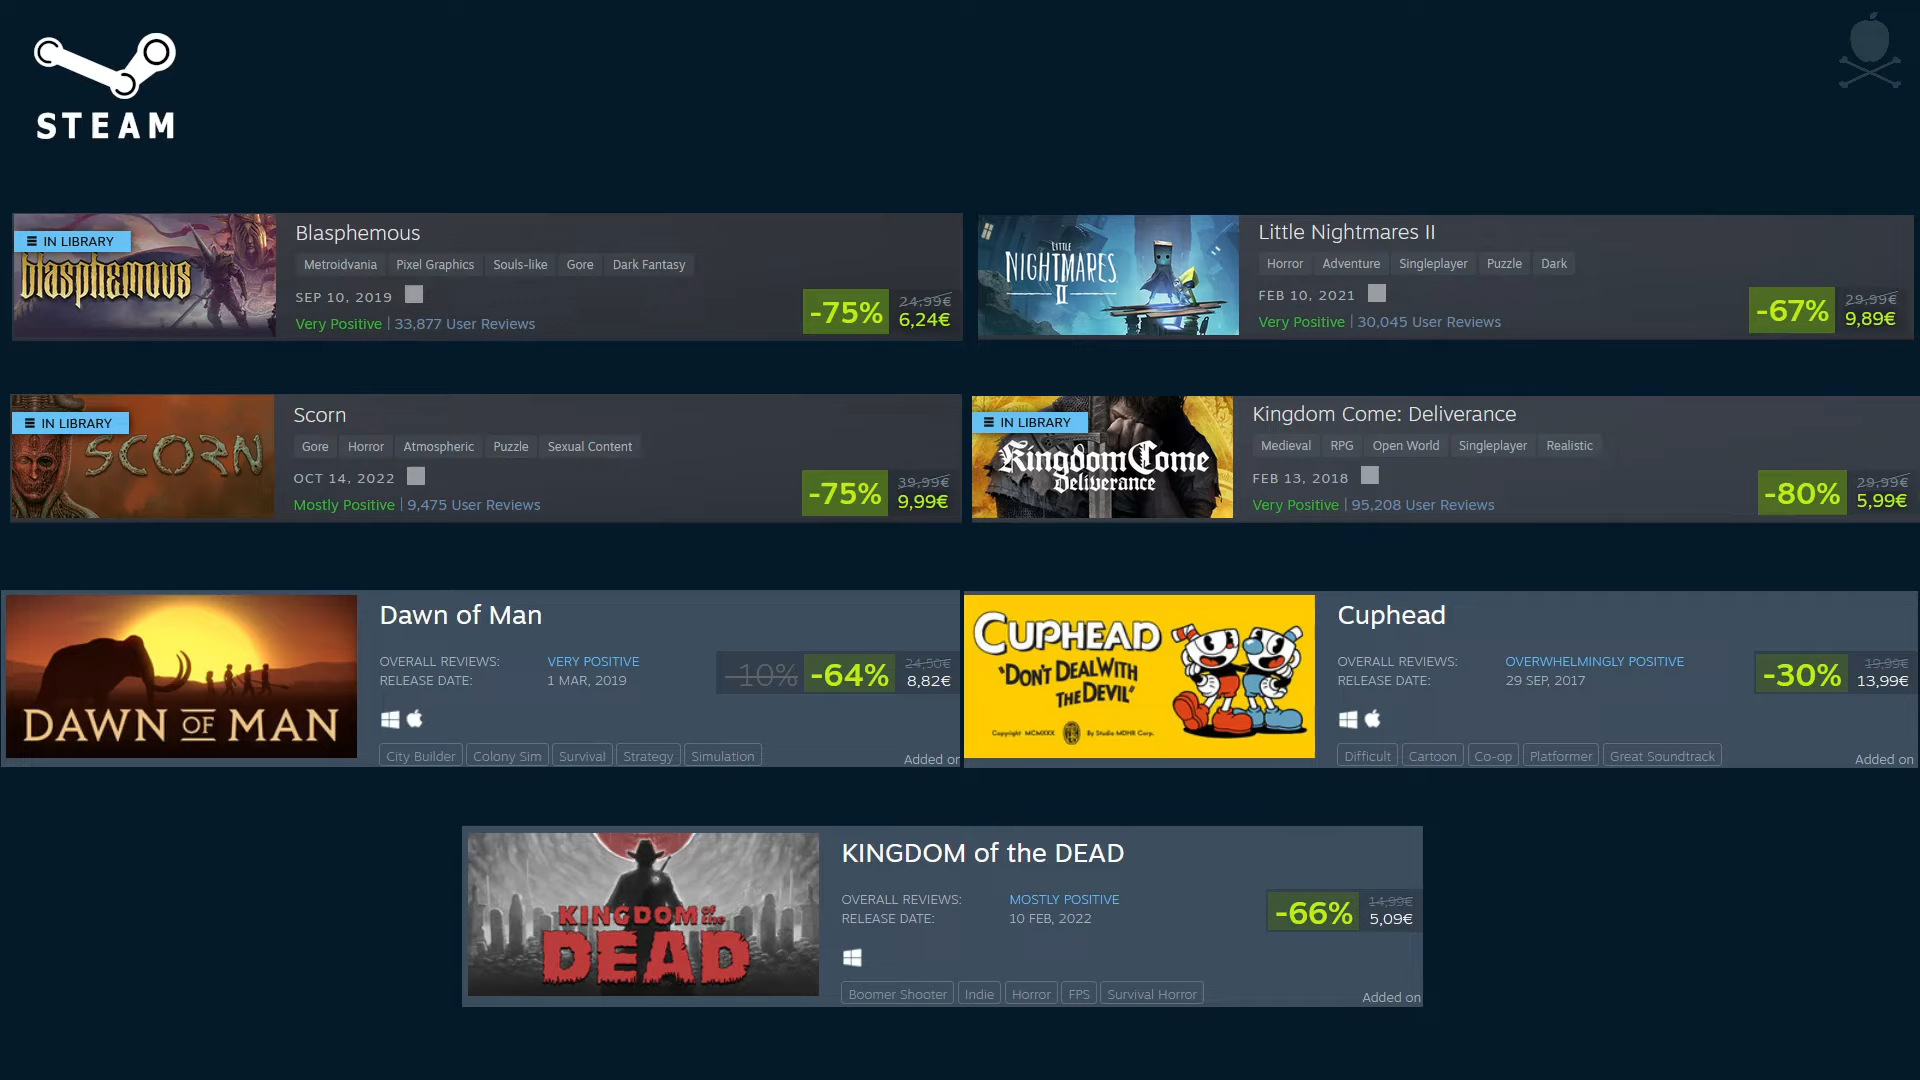 STEAM
IN LIBRARY
blasphemous
Blasphemous
Metroidvania Pixel Graphics Souls-like Gore Dark Fantasy
SEP 10, 2019
Very Positive | 33,877 User Reviews
-75%
24,99€
6,24€
LITTLE
NIGHTMARES
II
Little Nightmares II
Horror Adventure Singleplayer Puzzle Dark
FEB 10, 2021
Very Positive | 30,045 User Reviews
-67%
29,99€
9,89€
IN LIBRARY
SCORN
Scorn
Gore Horror Atmospheric Puzzle Sexual Content
OCT 14, 2022
Mostly Positive | 9,475 User Reviews
-75%
39,99€
9,99€
IN LIBRARY
Kingdom Come
Deliverance
Kingdom Come: Deliverance
Medieval RPG Open World Singleplayer Realistic
FEB 13, 2018
Very Positive | 95,208 User Reviews
-80%
29,99€
5,99€
DAWN OF MAN
Dawn of Man
OVERALL REVIEWS: VERY POSITIVE
RELEASE DATE: 1 MAR, 2019
-10% -64%
24,50€
8,82€
City Builder Colony Sim Survival Strategy Simulation
Added on
CUPHEAD
"DON'T DEAL WITH
THE DEVIL"
Copyright MCMXXX By Studio MDHR Corp.
Cuphead
OVERALL REVIEWS: OVERWHELMINGLY POSITIVE
RELEASE DATE: 29 SEP, 2017
-30%
19,99€
13,99€
Difficult Cartoon Co-op Platformer Great Soundtrack
Added on
KINGDOM of the
DEAD
KINGDOM of the DEAD
OVERALL REVIEWS: MOSTLY POSITIVE
RELEASE DATE: 10 FEB, 2022
-66%
14,99€
5,09€
Boomer Shooter Indie Horror FPS Survival Horror
Added on